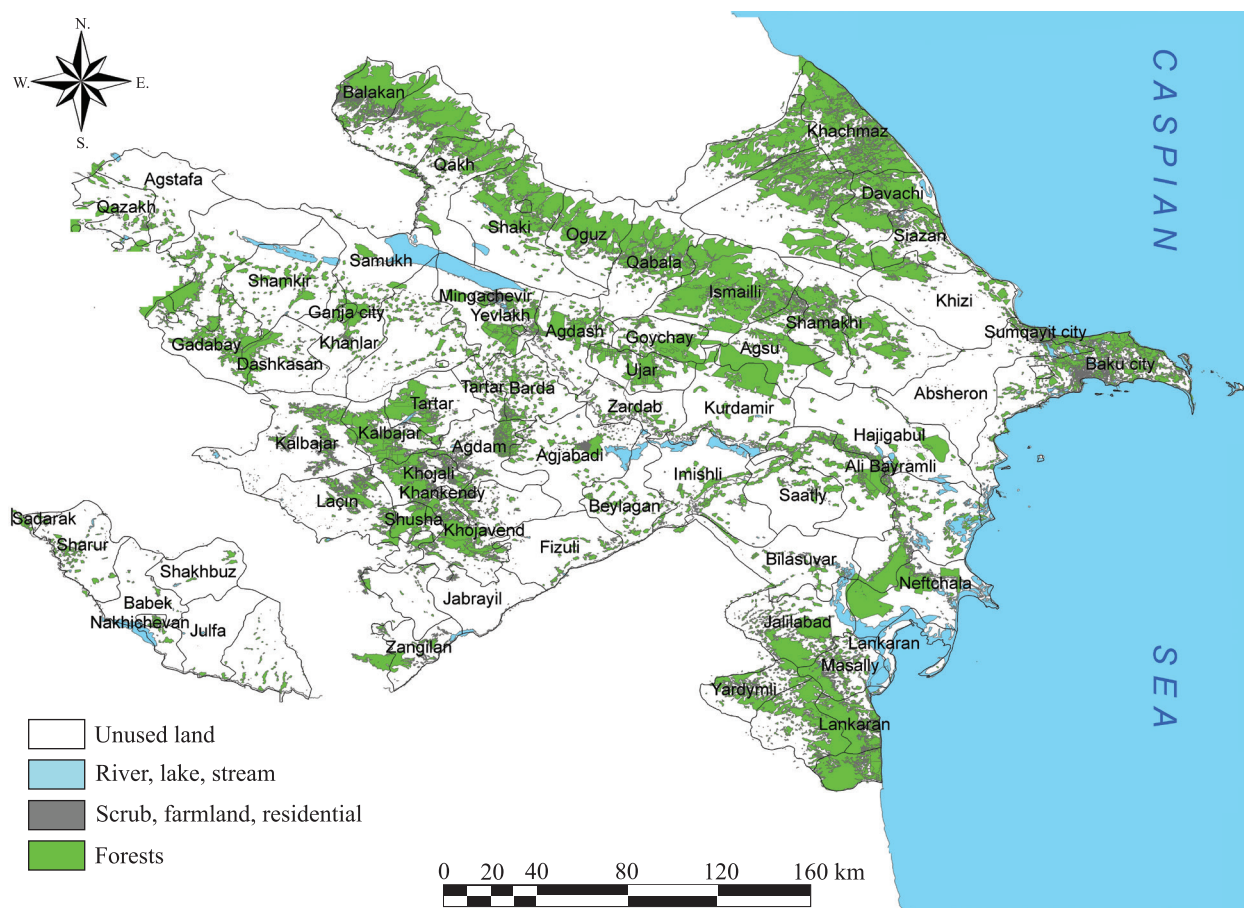 N.
W.
E.
S.
CASPIAN
SEA
Balakan
Khachmaz
Qakh
Agstafa
Davachi
Qazakh
Shaki
Oguz
Siazan
Samukh
Qabala
Shamkir
Mingachevir
Ismailli
Khizi
Ganja city
Yevlakh
Agdash
Shamakhi
Sumgayit city
Gadabay
Khanlar
Goychay
Agsu
Dashkasan
Ujar
Baku city
Tartar
Barda
Absheron
Tartar
Zardab
Kurdamir
Kalbajar
Kalbajar
Agdam
Agjabadi
Hajigabul
Khojali
Imishli
Ali Bayramli
Laçin
Khankendy
Saatly
Shusha
Khojavend
Beylagan
Sadarak
Sharur
Fizuli
Shakhbuz
Bilasuvar
Neftchala
Babek
Jabrayil
Nakhichevan
Julfa
Jalilabad
Zangilan
Lankaran
Masally
Yardymli
Lankaran
Unused land
River, lake, stream
Scrub, farmland, residential
Forests
0 20 40 80 120 160 km